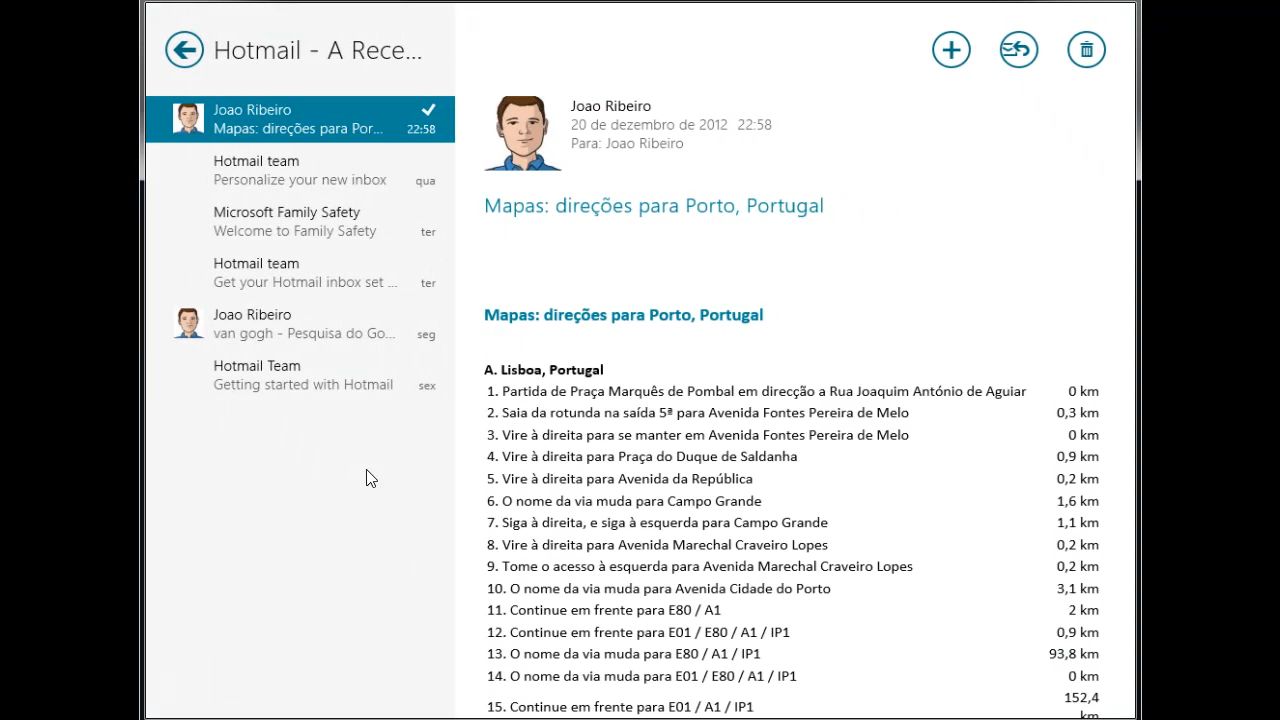 Hotmail - A Rece...
Joao Ribeiro
Mapas: direções para Por... 22:58
Hotmail team
Personalize your new inbox qua
Microsoft Family Safety
Welcome to Family Safety ter
Hotmail team
Get your Hotmail inbox set ... ter
Joao Ribeiro
van gogh - Pesquisa do Go... seg
Hotmail Team
Getting started with Hotmail sex
Joao Ribeiro
20 de dezembro de 2012 22:58
Para: Joao Ribeiro
Mapas: direções para Porto, Portugal
Mapas: direções para Porto, Portugal
A. Lisboa, Portugal
1. Partida de Praça Marquês de Pombal em direcção a Rua Joaquim António de Aguiar 0 km
2. Saia da rotunda na saída 5ª para Avenida Fontes Pereira de Melo 0,3 km
3. Vire à direita para se manter em Avenida Fontes Pereira de Melo 0 km
4. Vire à direita para Praça do Duque de Saldanha 0,9 km
5. Vire à direita para Avenida da República 0,2 km
6. O nome da via muda para Campo Grande 1,6 km
7. Siga à direita, e siga à esquerda para Campo Grande 1,1 km
8. Vire à direita para Avenida Marechal Craveiro Lopes 0,2 km
9. Tome o acesso à esquerda para Avenida Marechal Craveiro Lopes 0,2 km
10. O nome da via muda para Avenida Cidade do Porto 3,1 km
11. Continue em frente para E80 / A1 2 km
12. Continue em frente para E01 / E80 / A1 / IP1 0,9 km
13. O nome da via muda para E80 / A1 / IP1 93,8 km
14. O nome da via muda para E01 / E80 / A1 / IP1 0 km
15. Continue em frente para E01 / A1 / IP1 152,4
km